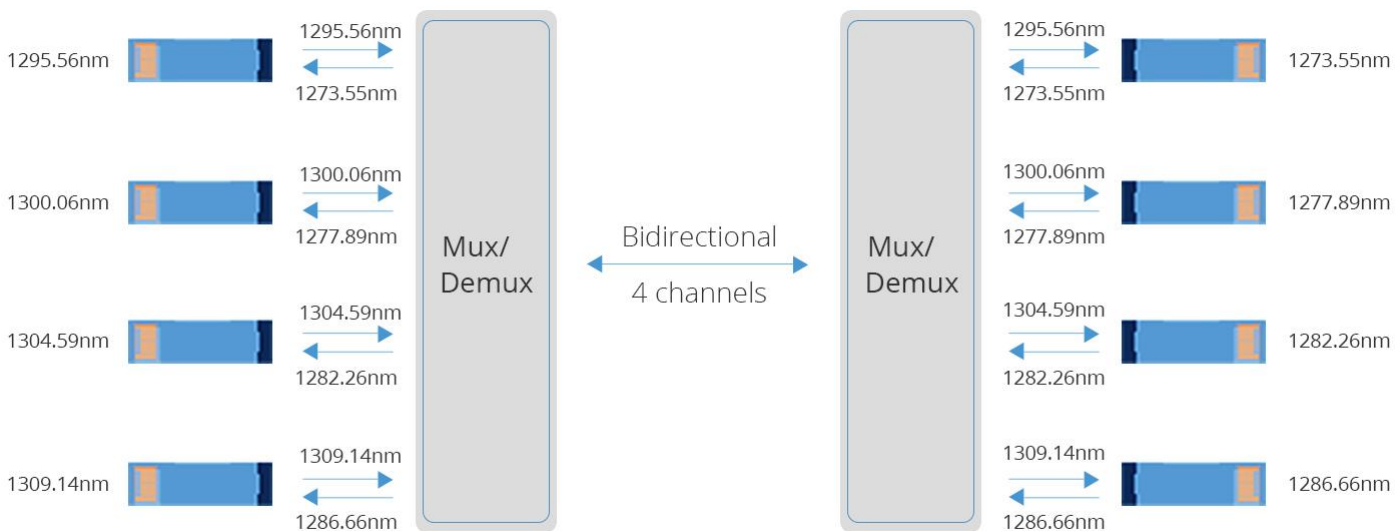 1295.56nm
1295.56nm
1273.55nm
1295.56nm
1273.55nm
1273.55nm
1300.06nm
1300.06nm
1277.89nm
1300.06nm
1277.89nm
1277.89nm
Mux/
Demux
Bidirectional
4 channels
Mux/
Demux
1304.59nm
1304.59nm
1282.26nm
1304.59nm
1282.26nm
1282.26nm
1309.14nm
1309.14nm
1286.66nm
1309.14nm
1286.66nm
1286.66nm